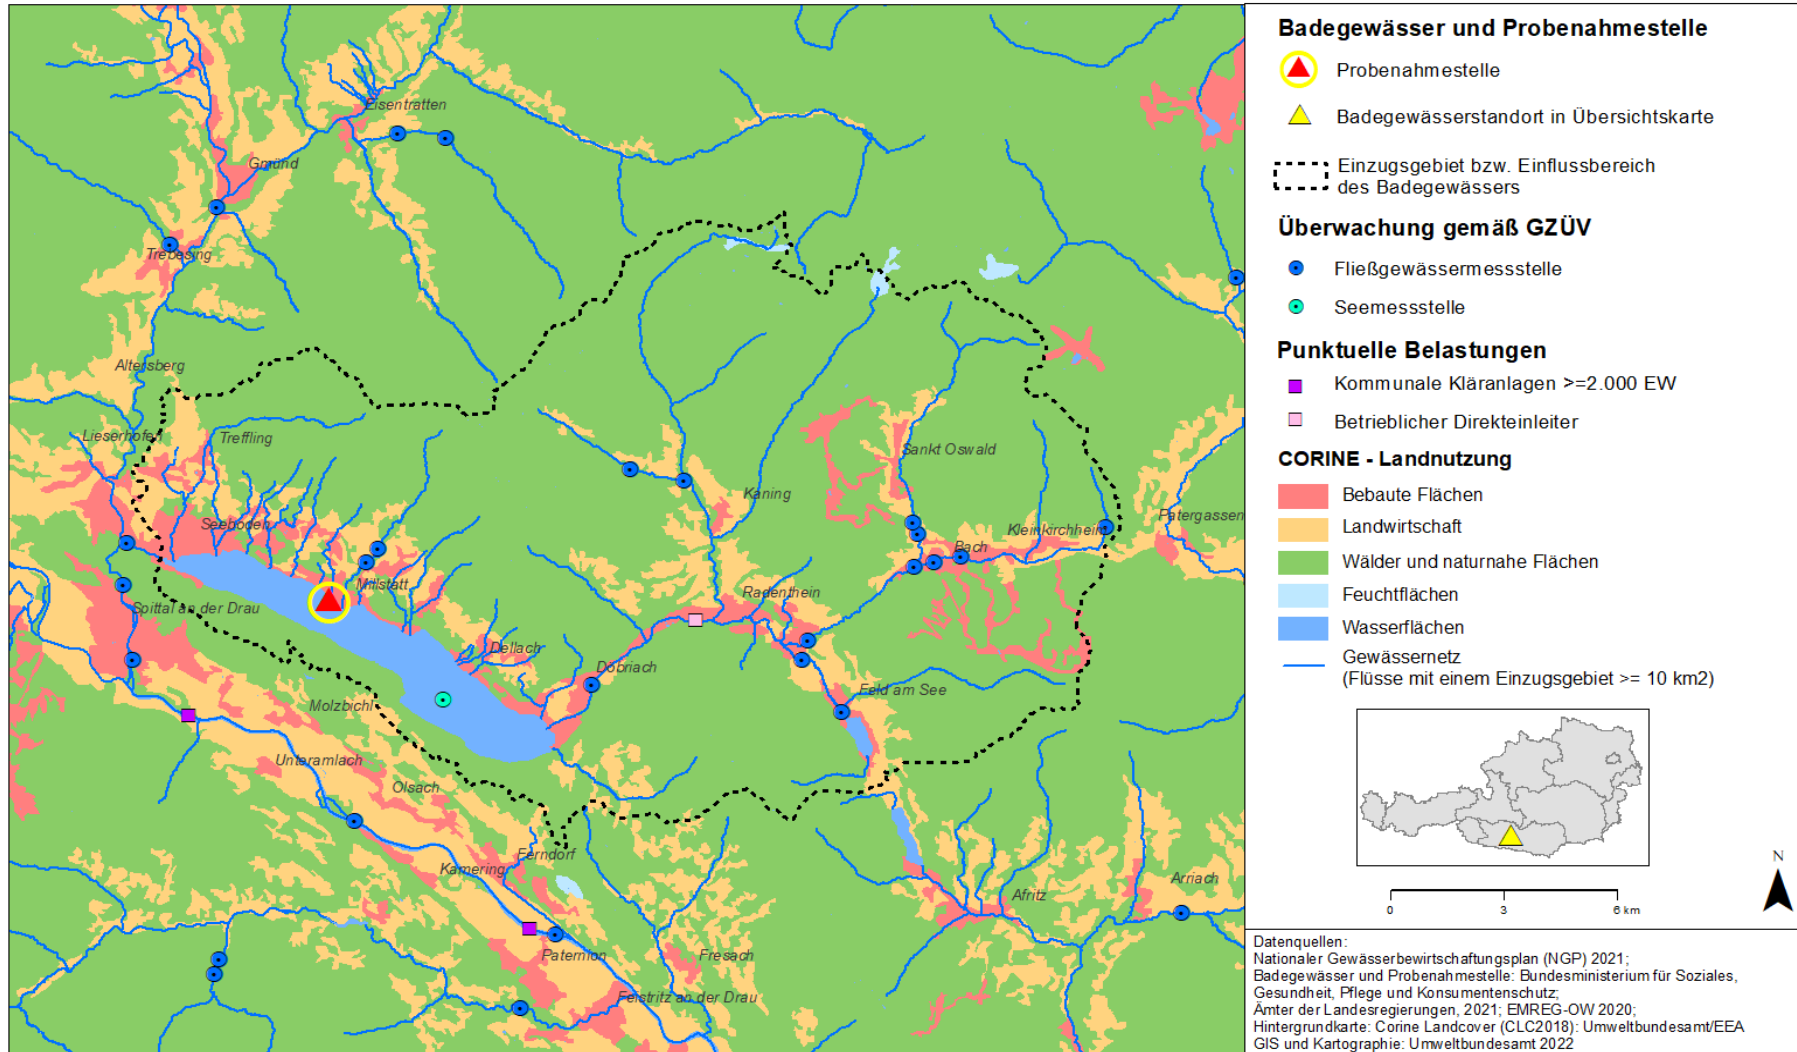 Eisentratten
Gmünd
Trebesing
Altersberg
Lieserhofen
Treffling
Sankt Oswald
Kaning
Seeboden
Kleinkirchheim
Patergassen
Bach
Millstatt
Radenthein
Spittal an der Drau
Dellach
Döbriach
Feld am See
Molzbichl
Unteramlach
Olsach
Ferndorf
Kamering
Afritz
Arriach
Paternion
Fresach
Feistritz an der Drau
Badegewässer und Probenahmestelle
Probenahmestelle
Badegewässerstandort in Übersichtskarte
Einzugsgebiet bzw. Einflussbereich
des Badegewässers
Überwachung gemäß GZÜV
Fließgewässermessstelle
Seemessstelle
Punktuelle Belastungen
Kommunale Kläranlagen >=2.000 EW
Betrieblicher Direkteinleiter
CORINE - Landnutzung
Bebaute Flächen
Landwirtschaft
Wälder und naturnahe Flächen
Feuchtflächen
Wasserflächen
Gewässernetz
(Flüsse mit einem Einzugsgebiet >= 10 km2)
N
0 3 6 km
Datenquellen:
Nationaler Gewässerbewirtschaftungsplan (NGP) 2021;
Badegewässer und Probenahmestelle: Bundesministerium für Soziales,
Gesundheit, Pflege und Konsumentenschutz;
Ämter der Landesregierungen, 2021; EMREG-OW 2020;
Hintergrundkarte: Corine Landcover (CLC2018): Umweltbundesamt/EEA
GIS und Kartographie: Umweltbundesamt 2022